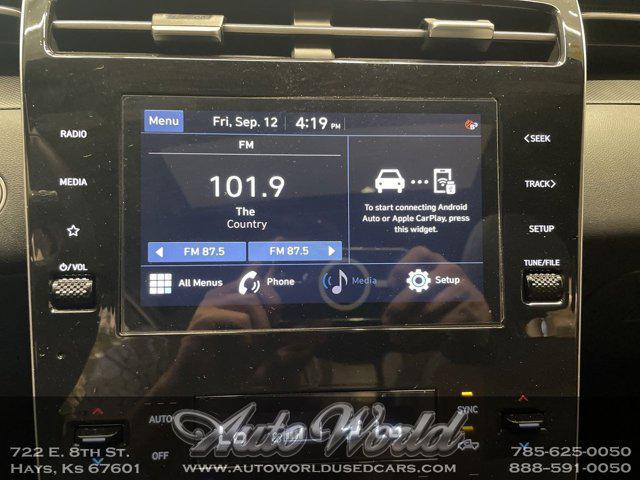 Menu Fri, Sep. 12 4:19 PM
RADIO
MEDIA
/VOL
FM
101.9
The
Country
FM 87.5 FM 87.5
To start connecting Android
Auto or Apple CarPlay, press
this widget.
All Menus Phone Media Setup
<SEEK
TRACK>
SETUP
TUNE/FILE
AUTO
OFF
SYNC
Auto World
722 E. 8th St.
Hays, Ks 67601
www.autoworldusedcars.com
785-625-0050
888-591-0050